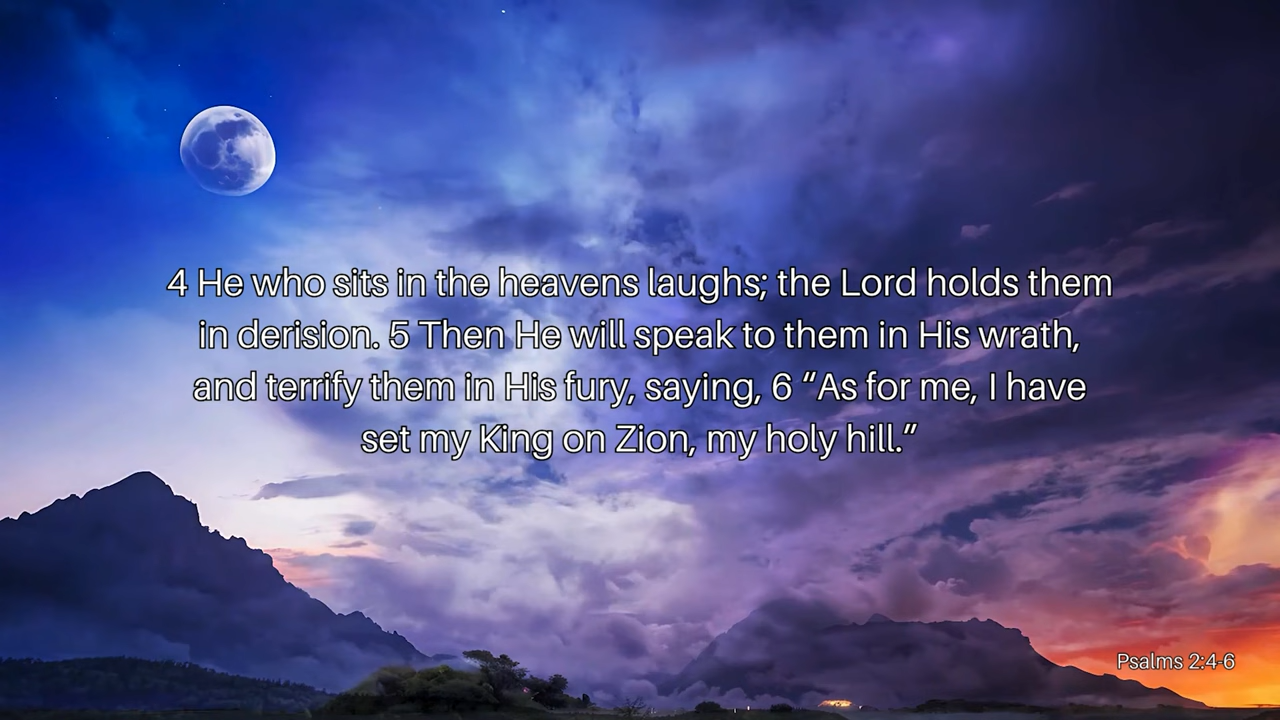 4 He who sits in the heavens laughs; the Lord holds them
in derision. 5 Then He will speak to them in His wrath,
and terrify them in His fury, saying, 6 “As for me, I have
set my King on Zion, my holy hill.”
Psalms 2:4-6